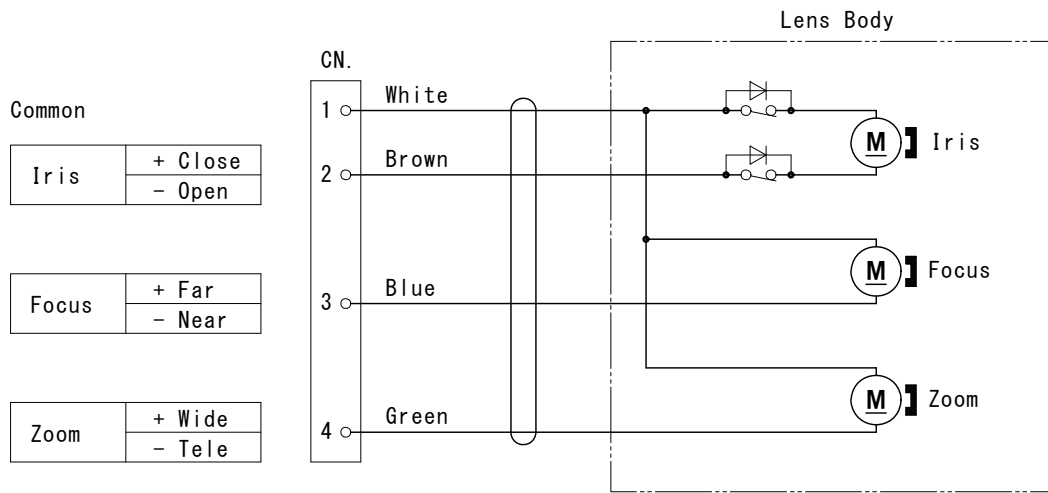 Lens Body
CN.
Common
1 White
M Iris
Iris + Close
- Open
2 Brown
M Focus
Focus + Far
- Near
3 Blue
M Zoom
Zoom + Wide
- Tele
4 Green